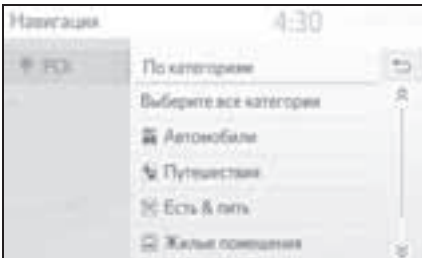 Навигация 4:30
POI По категориям
Выберите все категории
Автомобили
Путешествия
Есть & пить
Жилые помещения